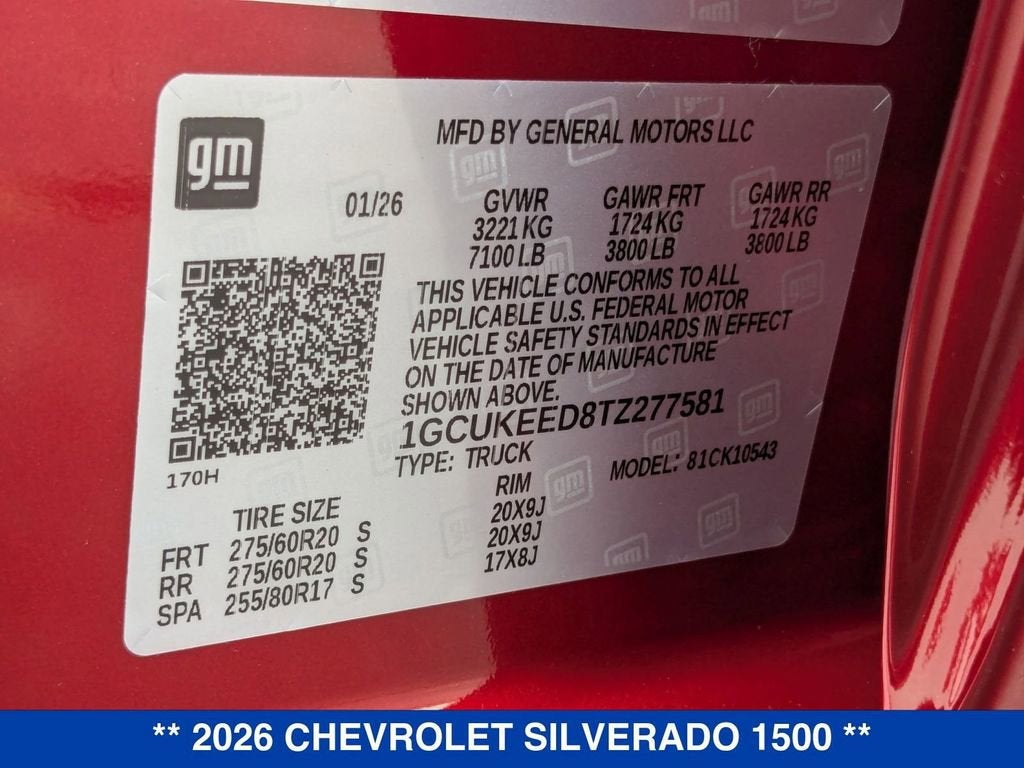 gm
MFD BY GENERAL MOTORS LLC
01/26
GVWR GAWR FRT GAWR RR
3221 KG 1724 KG 1724 KG
7100 LB 3800 LB 3800 LB
THIS VEHICLE CONFORMS TO ALL
APPLICABLE U.S. FEDERAL MOTOR
VEHICLE SAFETY STANDARDS IN EFFECT
ON THE DATE OF MANUFACTURE
SHOWN ABOVE.
1GCUKEED8TZ277581
TYPE: TRUCK MODEL: 81CK10543
170H
TIRE SIZE RIM
FRT 275/60R20 S 20X9J
RR 275/60R20 S 20X9J
SPA 255/80R17 S 17X8J
** 2026 CHEVROLET SILVERADO 1500 **